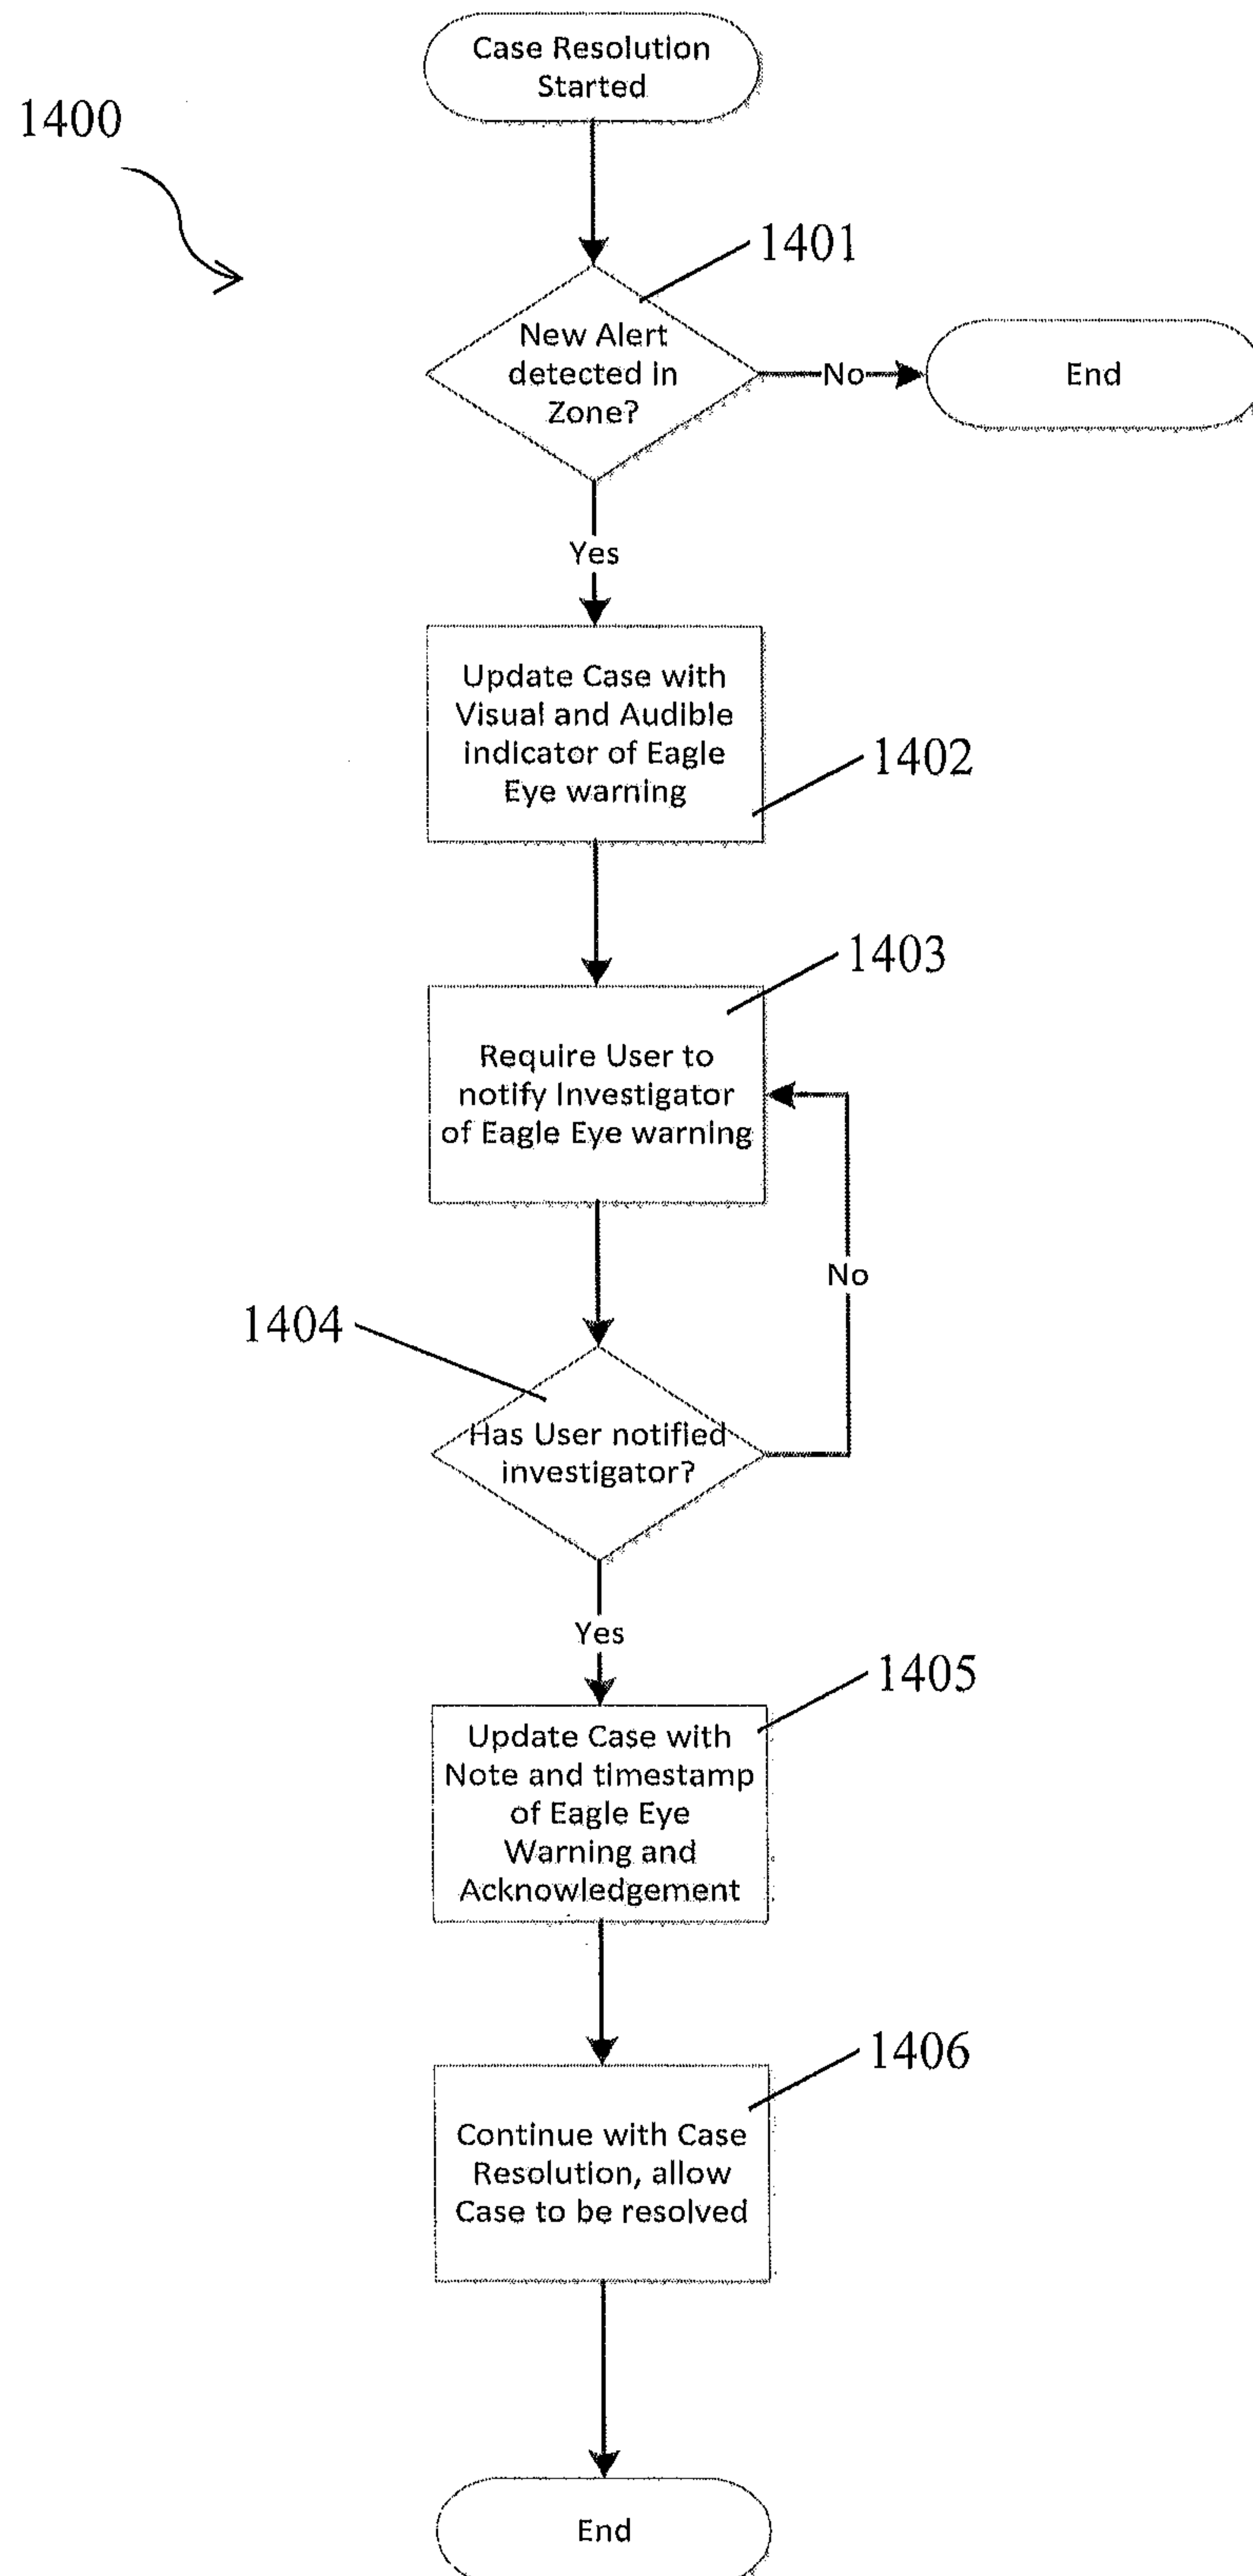 Case Resolution
Started
1400
1401
New Alert
detected in
Zone?
No
End
Yes
Update Case with
Visual and Audible
indicator of Eagle
Eye warning
1402
1403
Require User to
notify Investigator
of Eagle Eye warning
No
1404
Has User notified
investigator?
Yes
1405
Update Case with
Note and timestamp
of Eagle Eye
Warning and
Acknowledgement
1406
Continue with Case
Resolution, allow
Case to be resolved
End